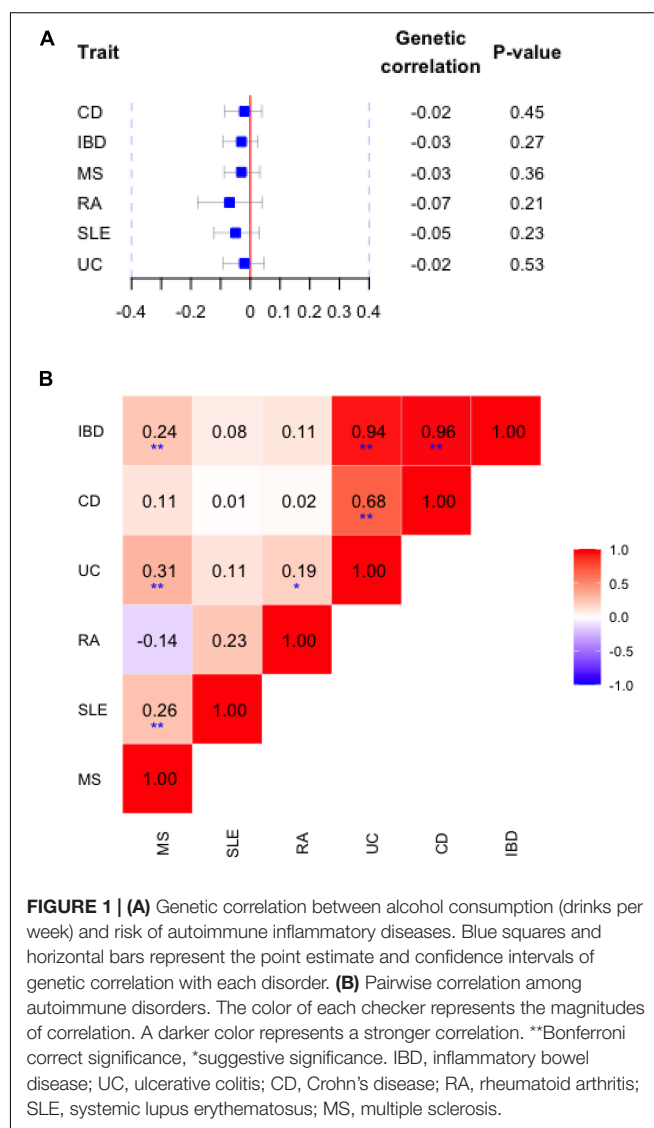 A
Trait Genetic correlation P-value
CD -0.02 0.45
IBD -0.03 0.27
MS -0.03 0.36
RA -0.07 0.21
SLE -0.05 0.23
UC -0.02 0.53
-0.4 -0.2 0 0.1 0.2 0.3 0.4
B
IBD 0.24 ** 0.08 0.11 0.94 ** 0.96 ** 1.00
CD 0.11 0.01 0.02 0.68 ** 1.00
UC 0.31 ** 0.11 0.19 * 1.00
RA -0.14 0.23 1.00
SLE 0.26 ** 1.00
MS 1.00
MS SLE RA UC CD IBD
1.0
0.5
0.0
-0.5
-1.0
FIGURE 1 | (A) Genetic correlation between alcohol consumption (drinks per
week) and risk of autoimmune inflammatory diseases. Blue squares and
horizontal bars represent the point estimate and confidence intervals of
genetic correlation with each disorder. (B) Pairwise correlation among
autoimmune disorders. The color of each checker represents the magnitudes
of correlation. A darker color represents a stronger correlation. **Bonferroni
correct significance, *suggestive significance. IBD, inflammatory bowel
disease; UC, ulcerative colitis; CD, Crohn's disease; RA, rheumatoid arthritis;
SLE, systemic lupus erythematosus; MS, multiple sclerosis.